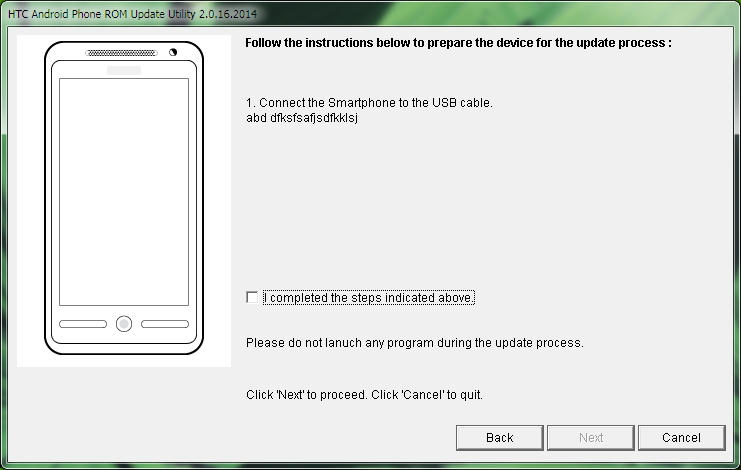 HTC Android Phone ROM Update Utility 2.0.16.2014
Follow the instructions below to prepare the device for the update process :
1. Connect the Smartphone to the USB cable.
abd dfksfsafjsdfkklsj
I completed the steps indicated above.
Please do not lanuch any program during the update process.
Click 'Next' to proceed. Click 'Cancel' to quit.
Back
Next
Cancel